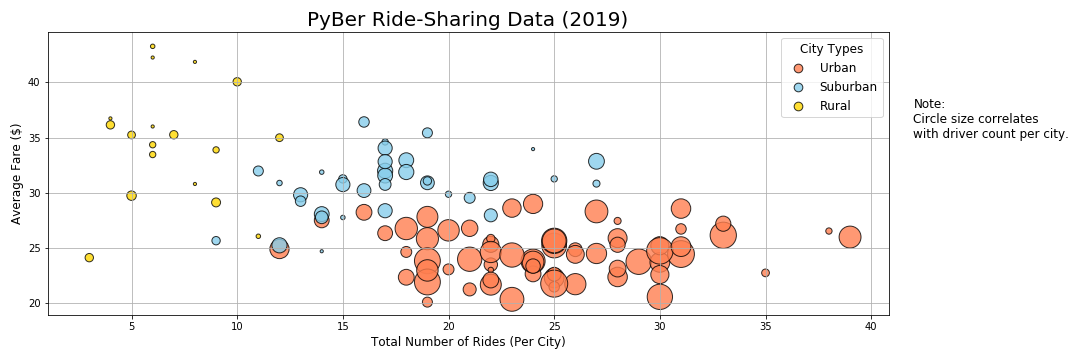 PyBer Ride-Sharing Data (2019)
City Types
Urban
Suburban
Rural
Note:
Circle size correlates
with driver count per city.
Average Fare ($)
40
35
30
25
20
5 10 15 20 25 30 35 40
Total Number of Rides (Per City)